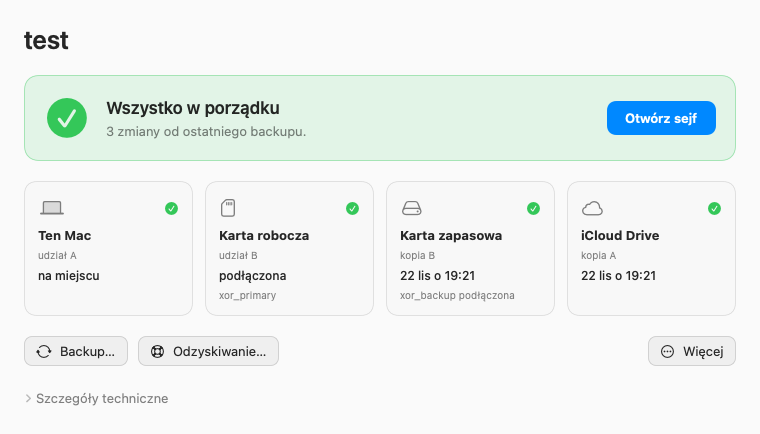 test
Wszystko w porządku
3 zmiany od ostatniego backupu.
Otwórz sejf
Ten Mac
udział A
na miejscu
Karta robocza
udział B
podłączona
xor_primary
Karta zapasowa
kopia B
22 lis o 19:21
xor_backup podłączona
iCloud Drive
kopia A
22 lis o 19:21
Backup...
Odzyskiwanie...
Więcej
Szczegóły techniczne